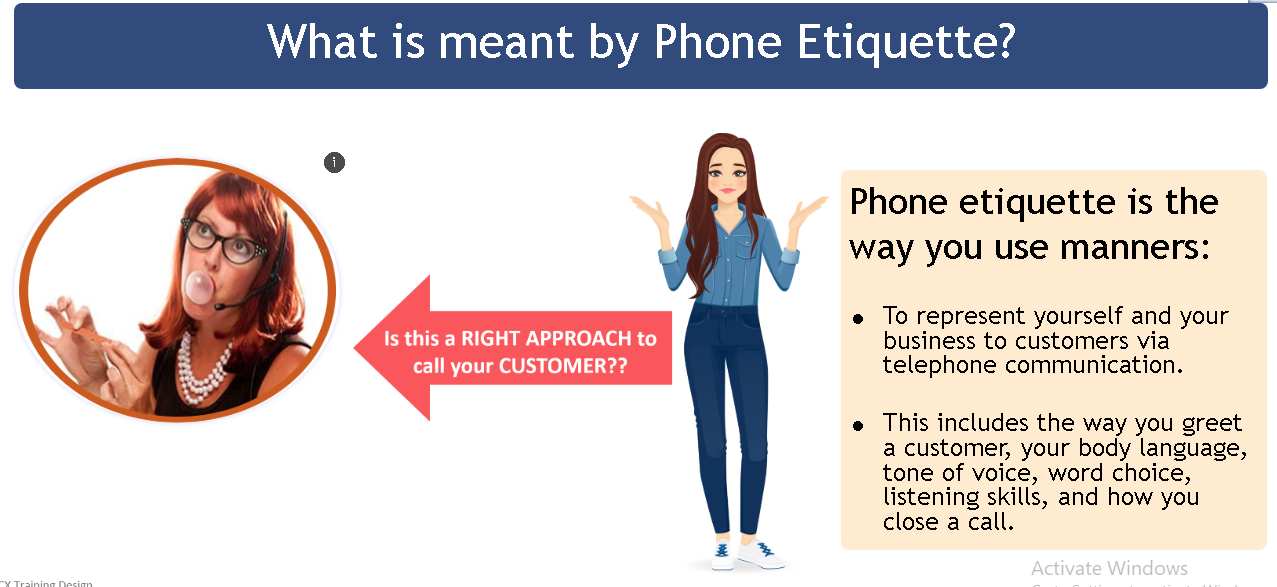 What is meant by Phone Etiquette?
i
Is this a RIGHT APPROACH to
call your CUSTOMER??
Phone etiquette is the
way you use manners:
• To represent yourself and your
business to customers via
telephone communication.
• This includes the way you greet
a customer, your body language,
tone of voice, word choice,
listening skills, and how you
close a call.
Activate Windows
CX Training Design